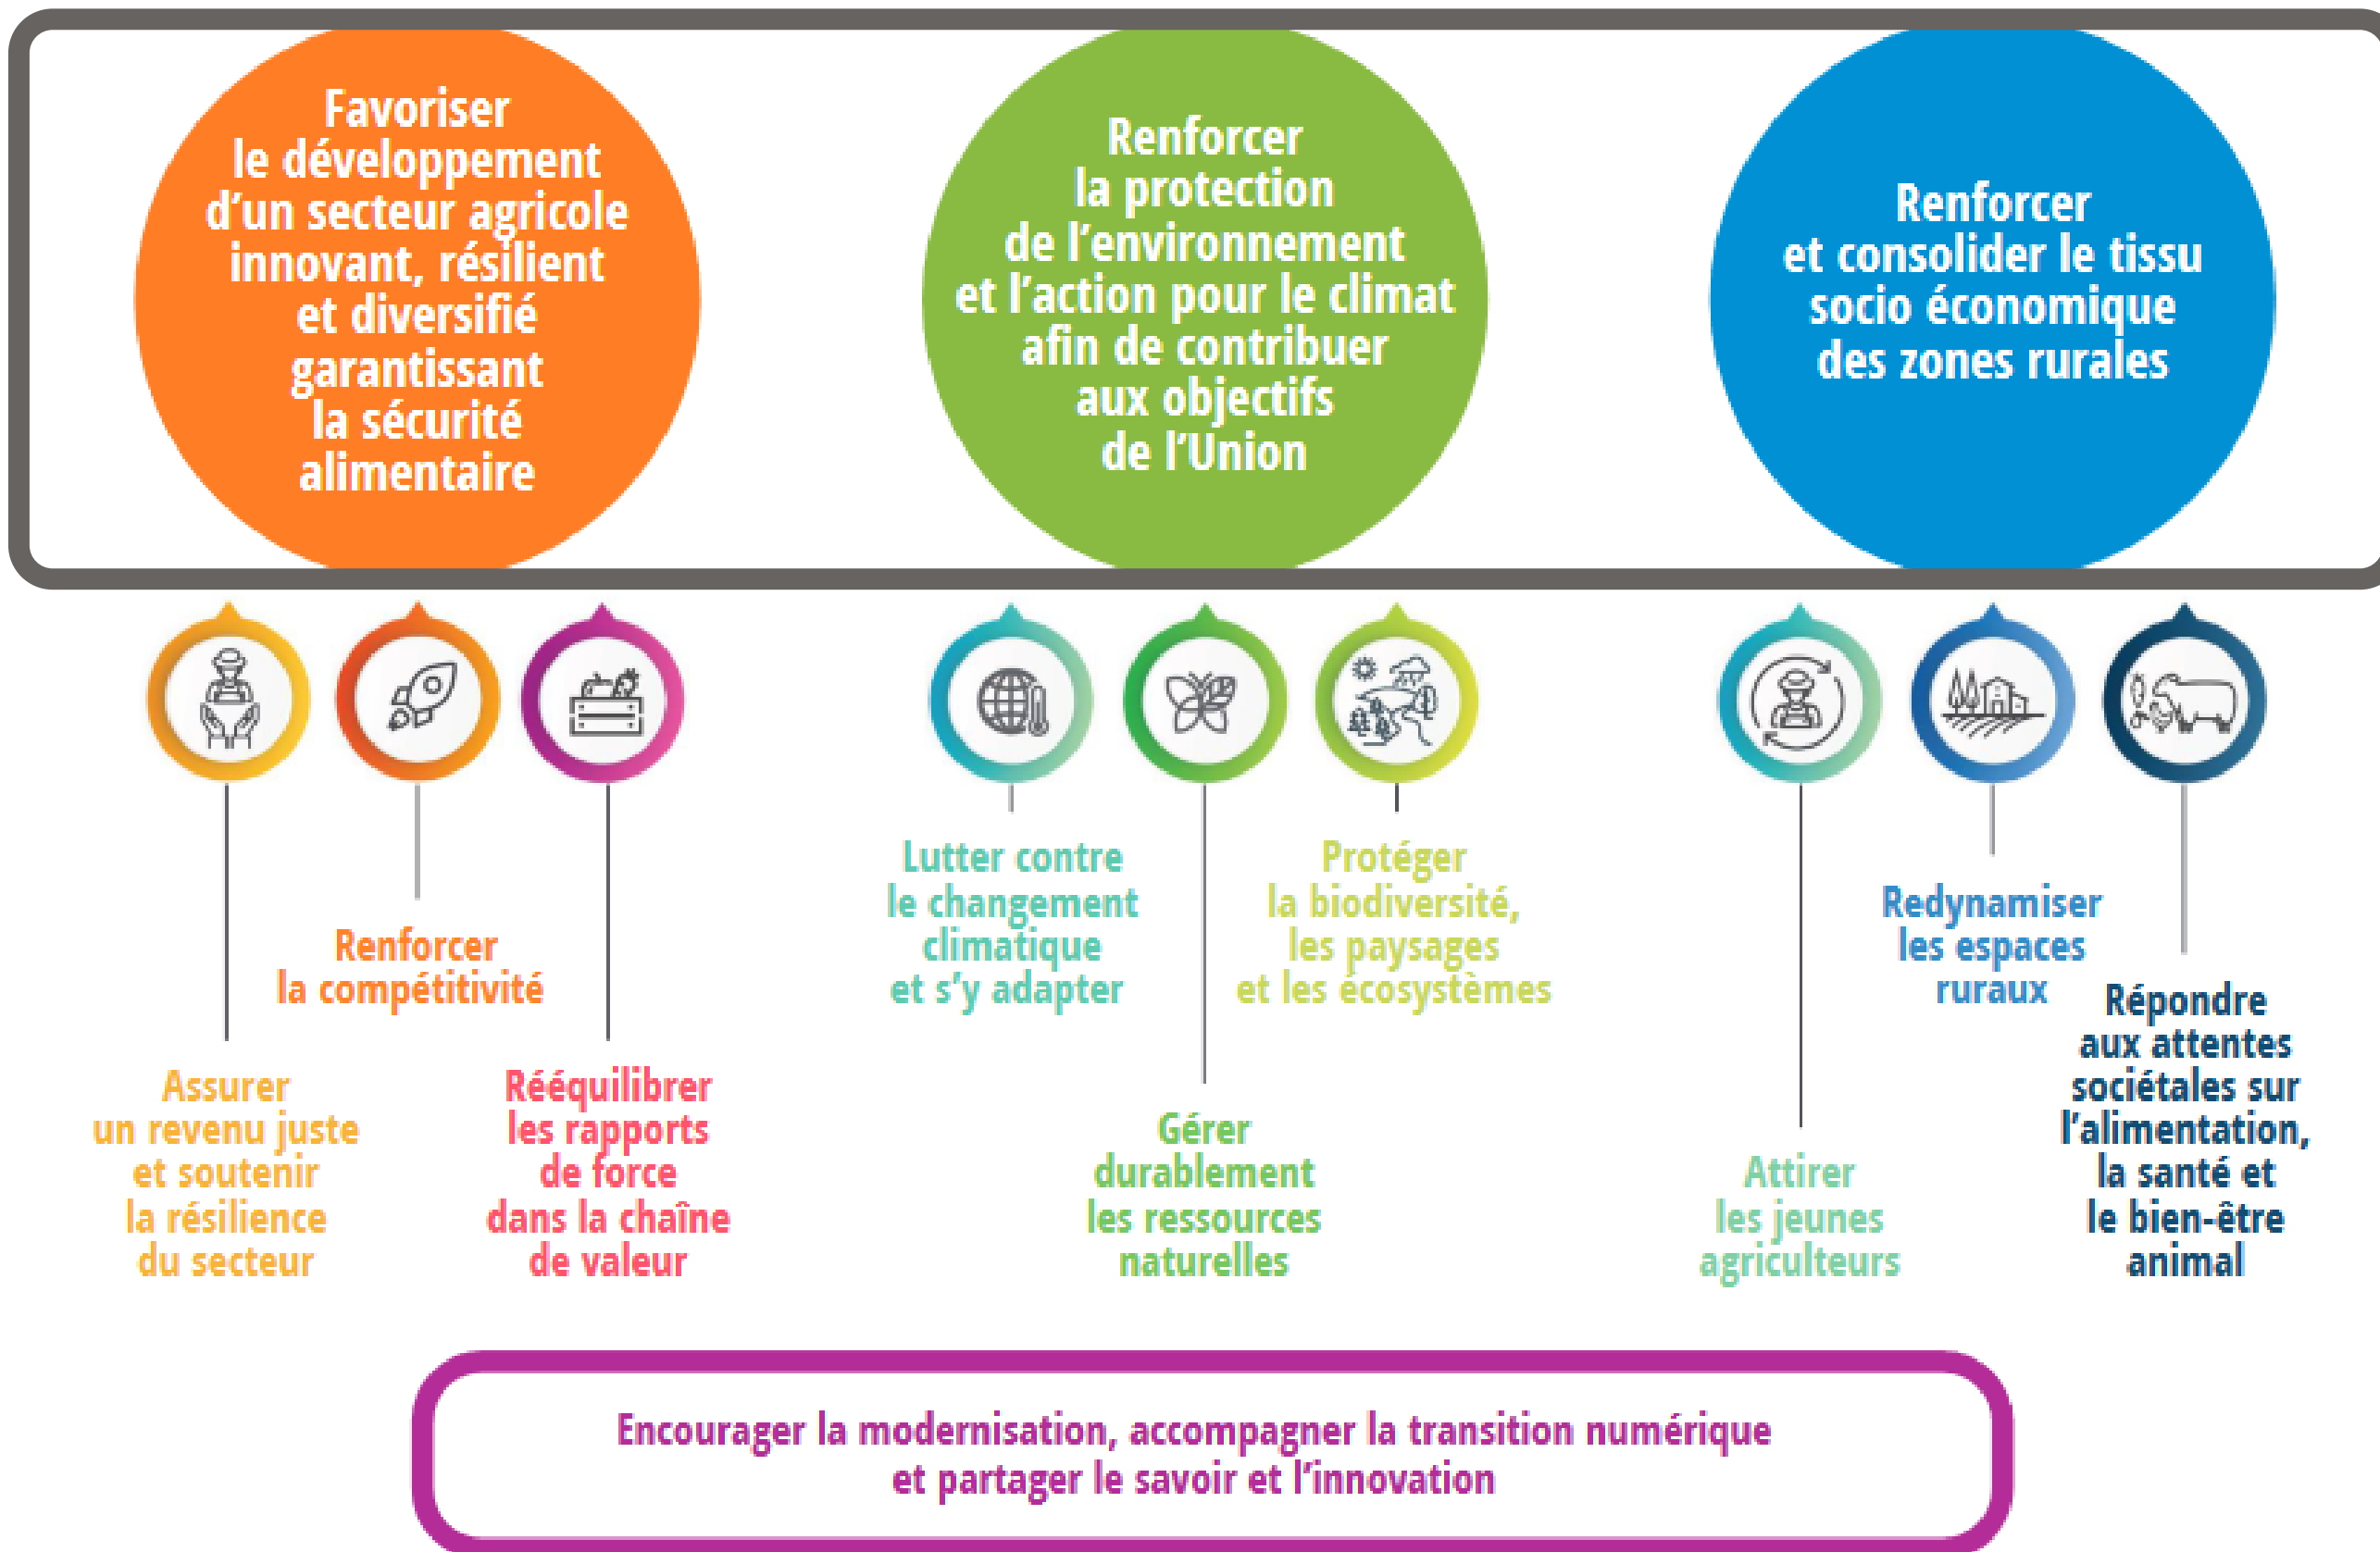 Favoriser
le développement
d’un secteur agricole
innovant, résilient
et diversifié
garantissant
la sécurité
alimentaire
Renforcer
la protection
de l’environnement
et l’action pour le climat
afin de contribuer
aux objectifs
de l’Union
Renforcer
et consolider le tissu
socio économique
des zones rurales
Assurer
un revenu juste
et soutenir
la résilience
du secteur
Renforcer
la compétitivité
Rééquilibrer
les rapports
de force
dans la chaîne
de valeur
Lutter contre
le changement
climatique
et s’y adapter
Gérer
durablement
les ressources
naturelles
Protéger
la biodiversité,
les paysages
et les écosystèmes
Attirer
les jeunes
agriculteurs
Redynamiser
les espaces
ruraux
Répondre
aux attentes
sociétales sur
l’alimentation,
la santé et
le bien-être
animal
Encourager la modernisation, accompagner la transition numérique
et partager le savoir et l’innovation